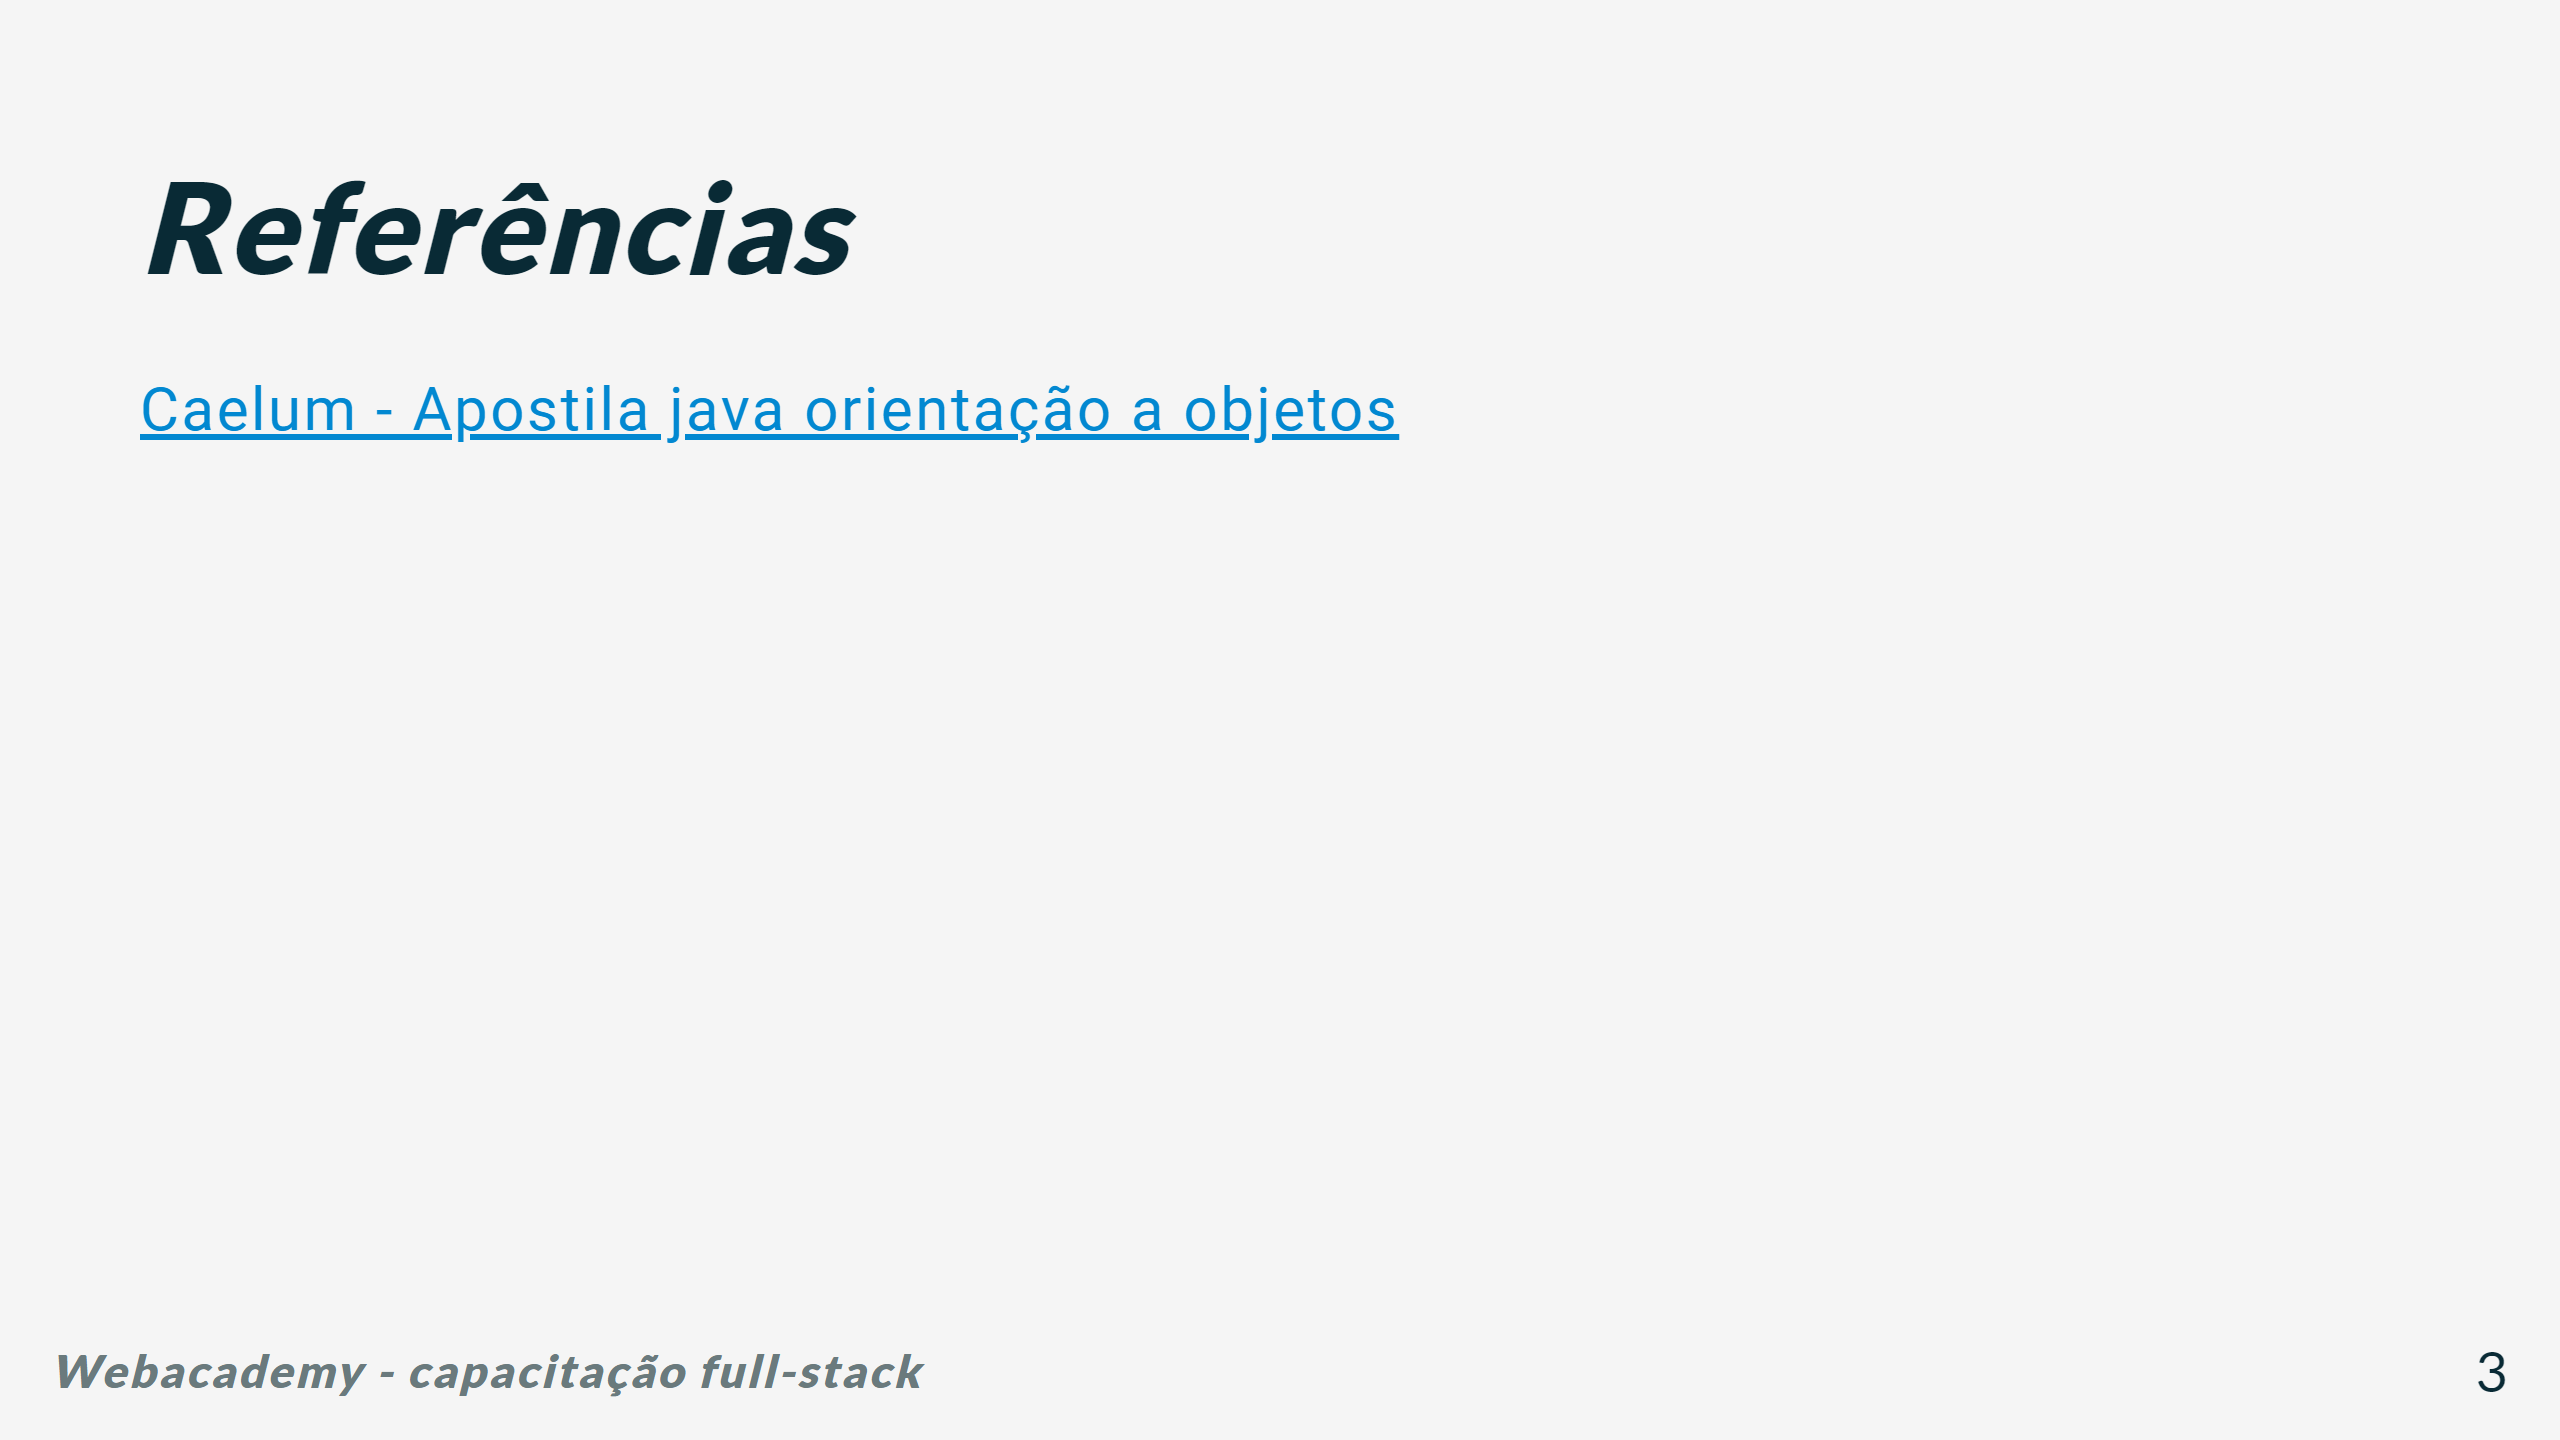 Referências
Caelum - Apostila java orientação a objetos
Webacademy - capacitação full-stack
3